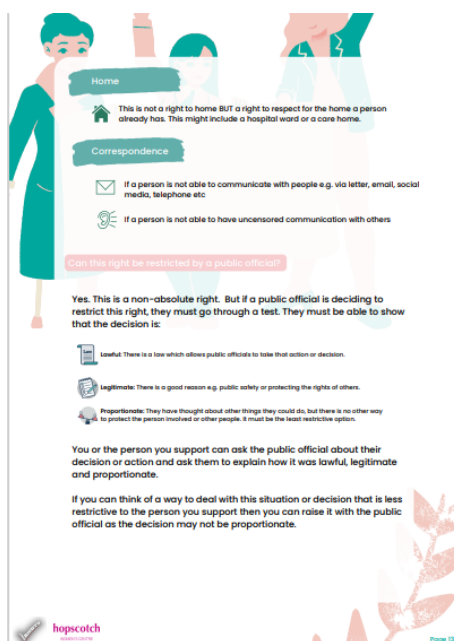 Home
This is not a right to home BUT a right to respect for the home a person
already has. This might include a hospital ward or a care home.
Correspondence
If a person is not able to communicate with people e.g. via letter, email, social
media, telephone etc
If a person is not able to have uncensored communication with others
Can this right be restricted by a public official?
Yes. This is a non-absolute right. But if a public official is deciding to
restrict this right, they must go through a test. They must be able to show
that the decision is:
Lawful: There is a law which allows public officials to take that action or decision.
Legitimate: There is a good reason e.g. public safety or protecting the rights of others.
Proportionate: They have thought about other things they could do, but there is no other way
to protect the person involved or other people. It must be the least restrictive option.
You or the person you support can ask the public official about their
decision or action and ask them to explain how it was lawful, legitimate
and proportionate.
If you can think of a way to deal with this situation or decision that is less
restrictive to the person you support then you can raise it with the public
official as the decision may not be proportionate.
hopscotch
Page 13